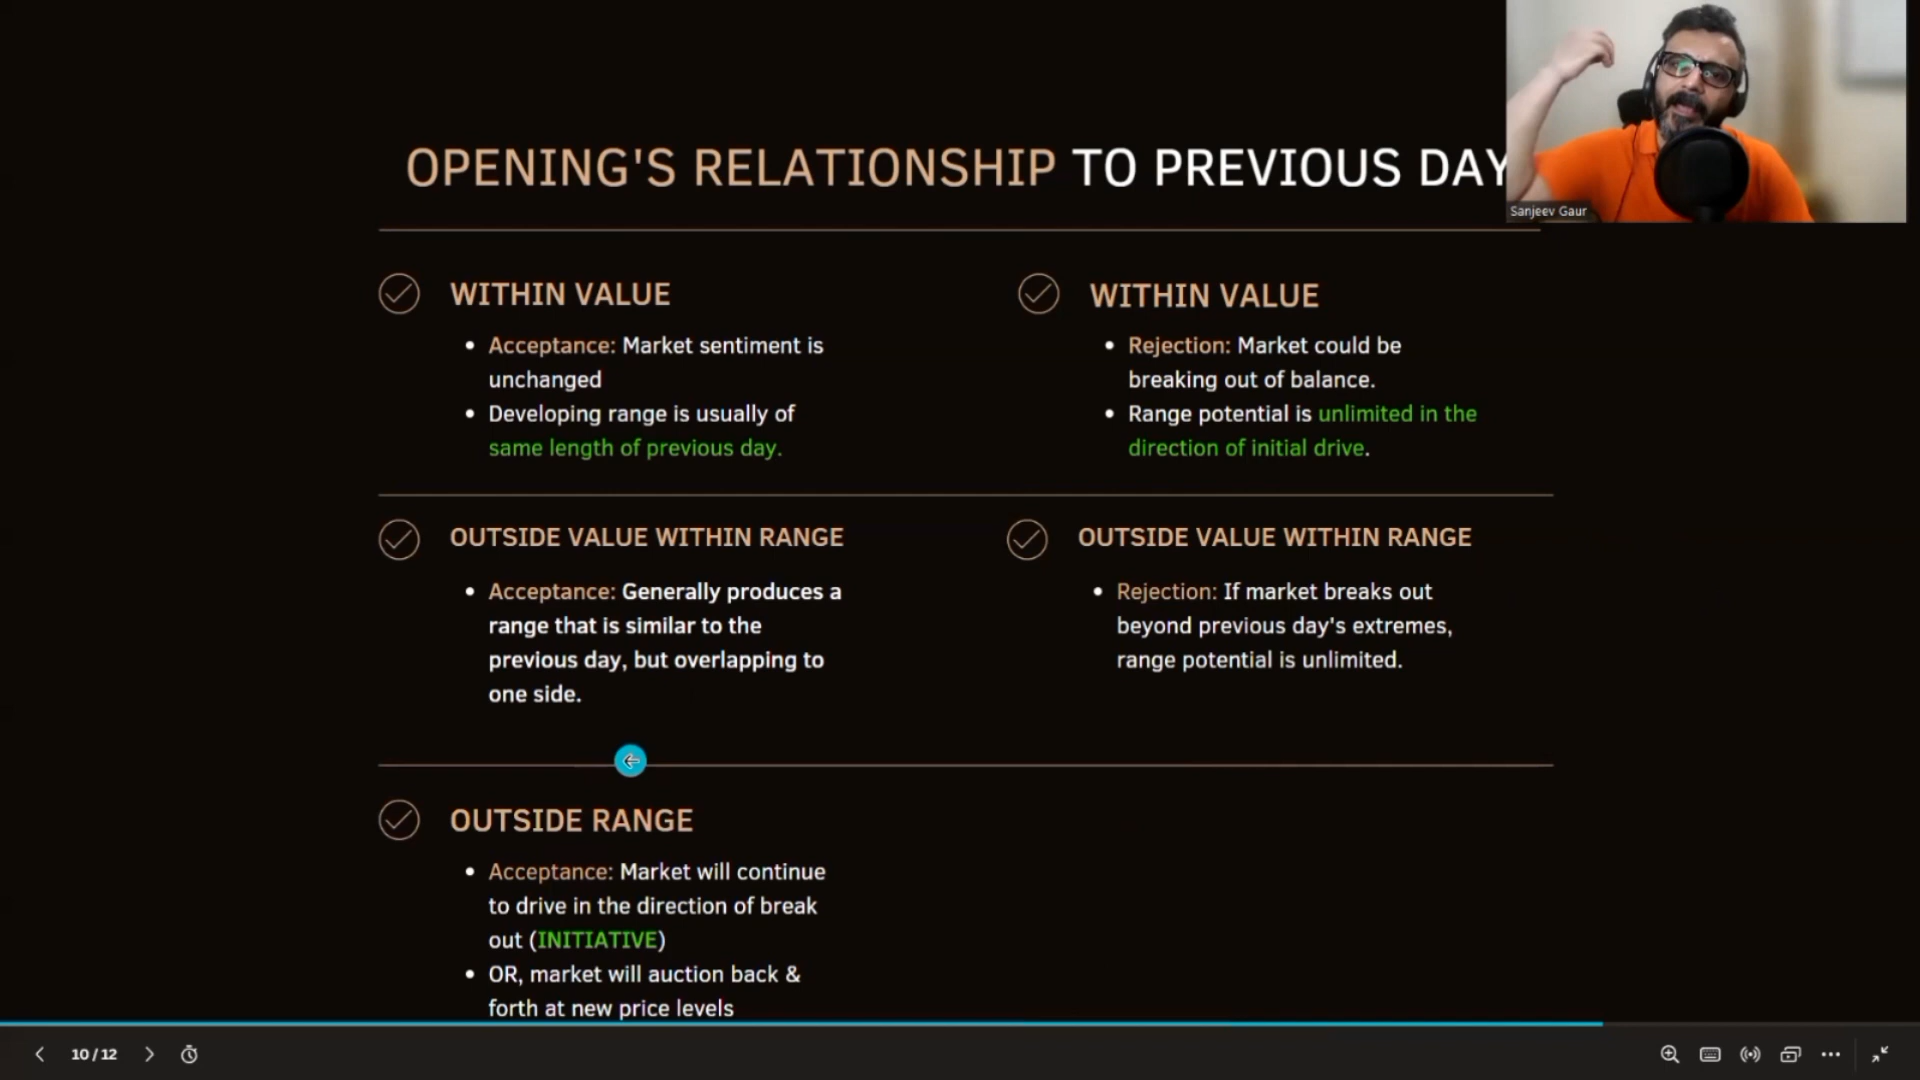 OPENING'S RELATIONSHIP TO PREVIOUS DAY
Sanjeev Gaur
WITHIN VALUE
• Acceptance: Market sentiment is
unchanged
• Developing range is usually of
same length of previous day.
WITHIN VALUE
• Rejection: Market could be
breaking out of balance.
• Range potential is unlimited in the
direction of initial drive.
OUTSIDE VALUE WITHIN RANGE
• Acceptance: Generally produces a
range that is similar to the
previous day, but overlapping to
one side.
OUTSIDE VALUE WITHIN RANGE
• Rejection: If market breaks out
beyond previous day's extremes,
range potential is unlimited.
OUTSIDE RANGE
• Acceptance: Market will continue
to drive in the direction of break
out (INITIATIVE)
• OR, market will auction back &
forth at new price levels
10 / 12